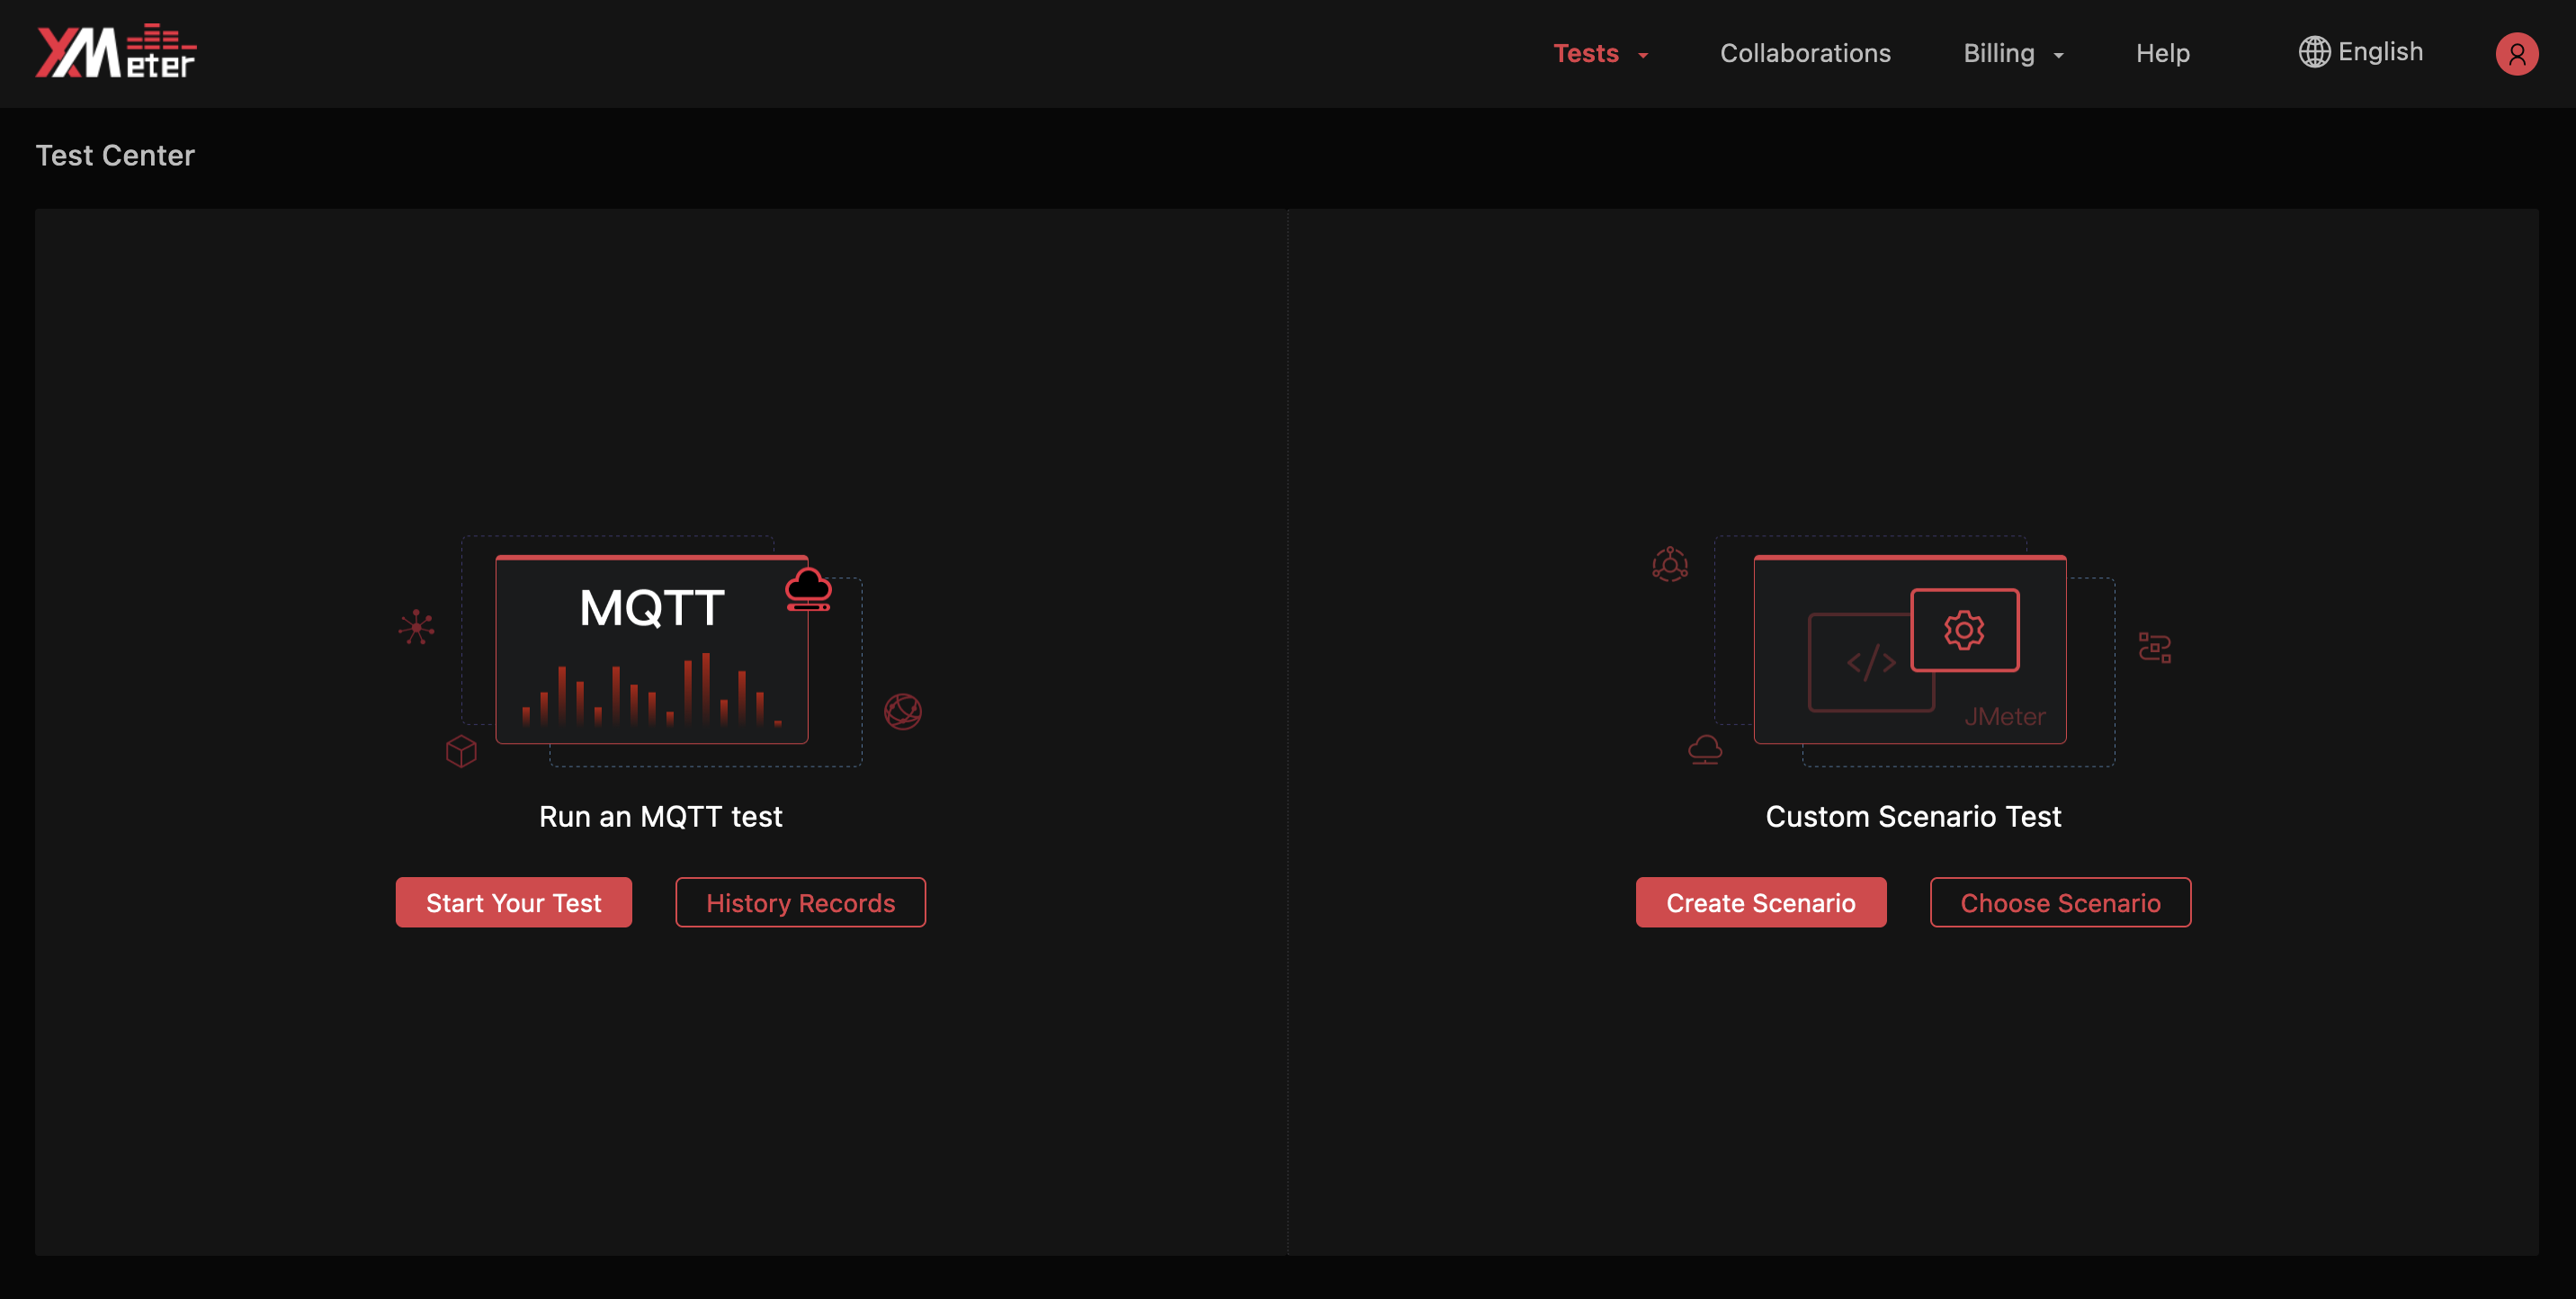 XMeter
Tests
Collaborations
Billing
Help
English
Test Center
MQTT
Run an MQTT test
Start Your Test
History Records
</>
JMeter
Custom Scenario Test
Create Scenario
Choose Scenario